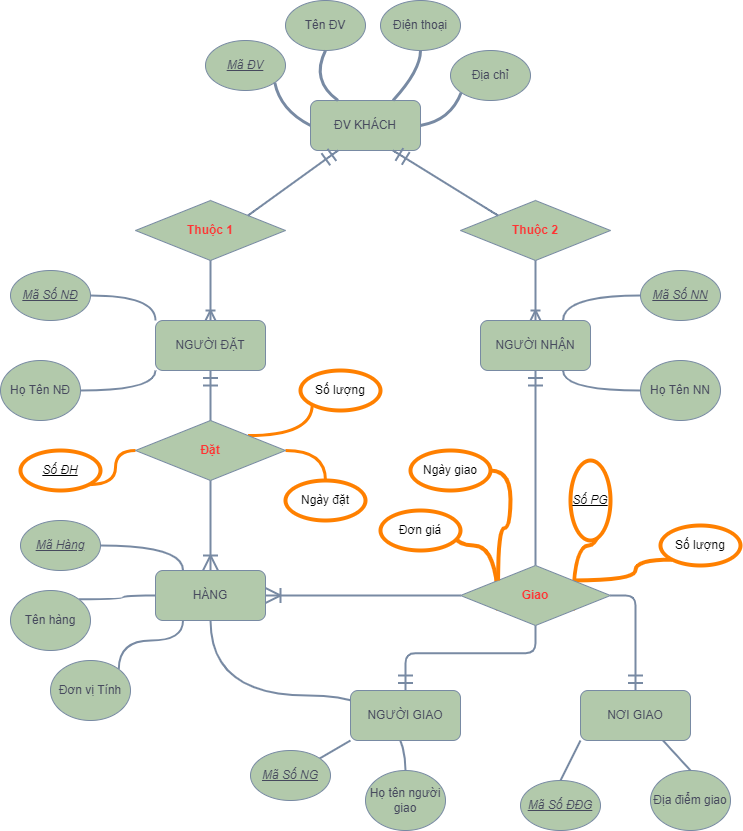 Tên ĐV
Điện thoại
Mã ĐV
Địa chỉ
ĐV KHÁCH
Thuộc 1
Thuộc 2
Mã Số NĐ
Mã Số NN
NGƯỜI ĐẶT
NGƯỜI NHẬN
Họ Tên NĐ
Số lượng
Họ Tên NN
Đặt
Số ĐH
Ngày giao
Ngày đặt
Số PG
Đơn giá
Mã Hàng
Số lượng
HÀNG
Giao
Tên hàng
Đơn vị Tính
NGƯỜI GIAO
NƠI GIAO
Mã Số NG
Họ tên người
giao
Mã Số ĐĐG
Địa điểm giao